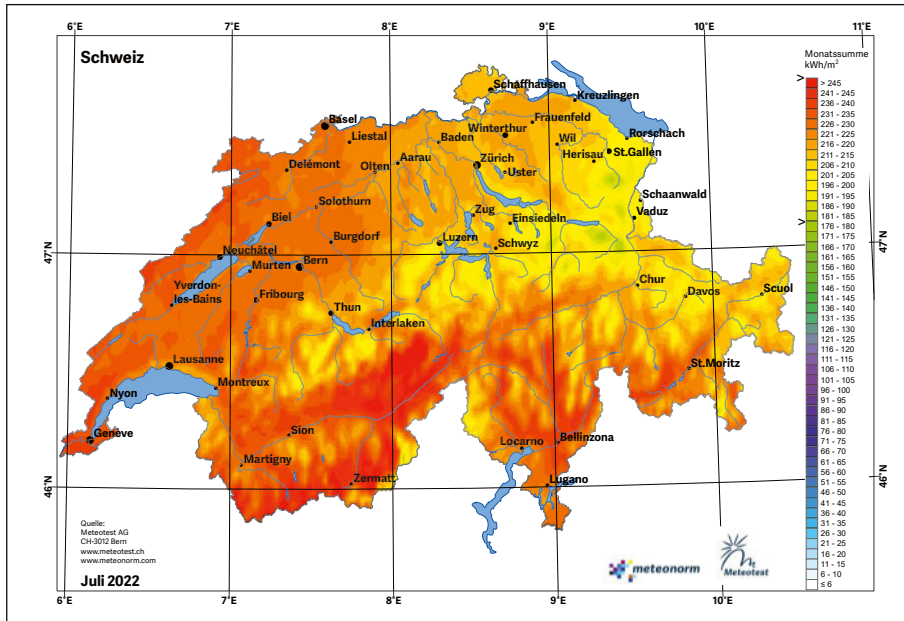 6°E 7°E 8°E 9°E 10°E 11°E
Schweiz
Monatssumme
kWh/m²
> 245
241 - 245
236 - 240
231 - 235
226 - 230
221 - 225
216 - 220
211 - 215
206 - 210
201 - 205
196 - 200
191 - 195
186 - 190
181 - 185
176 - 180
171 - 175
166 - 170
161 - 165
156 - 160
151 - 155
146 - 150
141 - 145
136 - 140
131 - 135
126 - 130
121 - 125
116 - 120
111 - 115
106 - 110
101 - 105
96 - 100
91 - 95
86 - 90
81 - 85
76 - 80
71 - 75
66 - 70
61 - 65
56 - 60
51 - 55
46 - 50
41 - 45
36 - 40
31 - 35
26 - 30
21 - 25
16 - 20
11 - 15
6 - 10
≤ 6
>
>
Schaffhausen
Kreuzlingen
Basel
Frauenfeld
Winterthur
Rorschach
Liestal
Baden
Wil
St.Gallen
Herisau
Aarau
Zürich
Delémont
Olten
Uster
Schaanwald
Solothurn
Zug
Vaduz
Biel
Einsiedeln
Burgdorf
Luzern
Schwyz
47°N
47°N
Neuchâtel
Bern
Murten
Chur
Yverdon-
les-Bains
Fribourg
Davos
Scuol
Thun
Interlaken
Lausanne
St.Moritz
Montreux
Nyon
Genève
Sion
Locarno
Bellinzona
Martigny
Zermatt
Lugano
46°N
46°N
Quelle:
Meteotest AG
CH-3012 Bern
www.meteotest.ch
www.meteonorm.com
meteonorm
Meteotest
Juli 2022
6°E 7°E 8°E 9°E 10°E